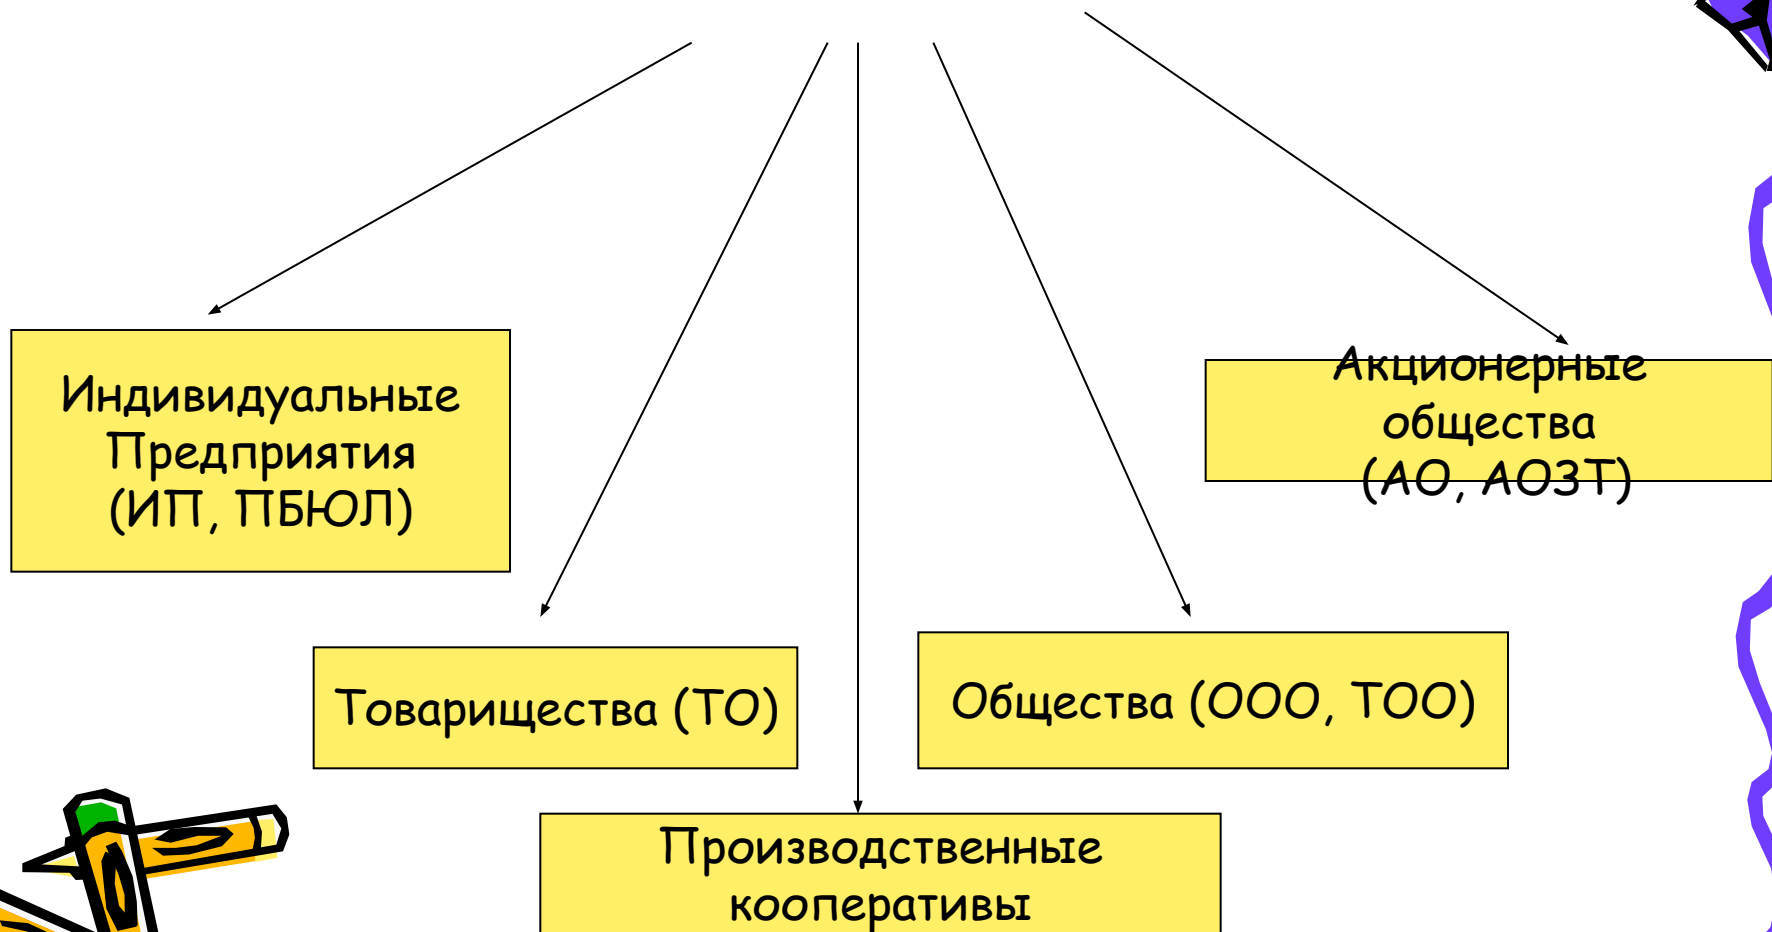 Индивидуальные
Предприятия
(ИП, ПБЮЛ)
Акционерные
общества
(АО, АОЗТ)
Товарищества (ТО)
Общества (ООО, ТОО)
Производственные
кооперативы